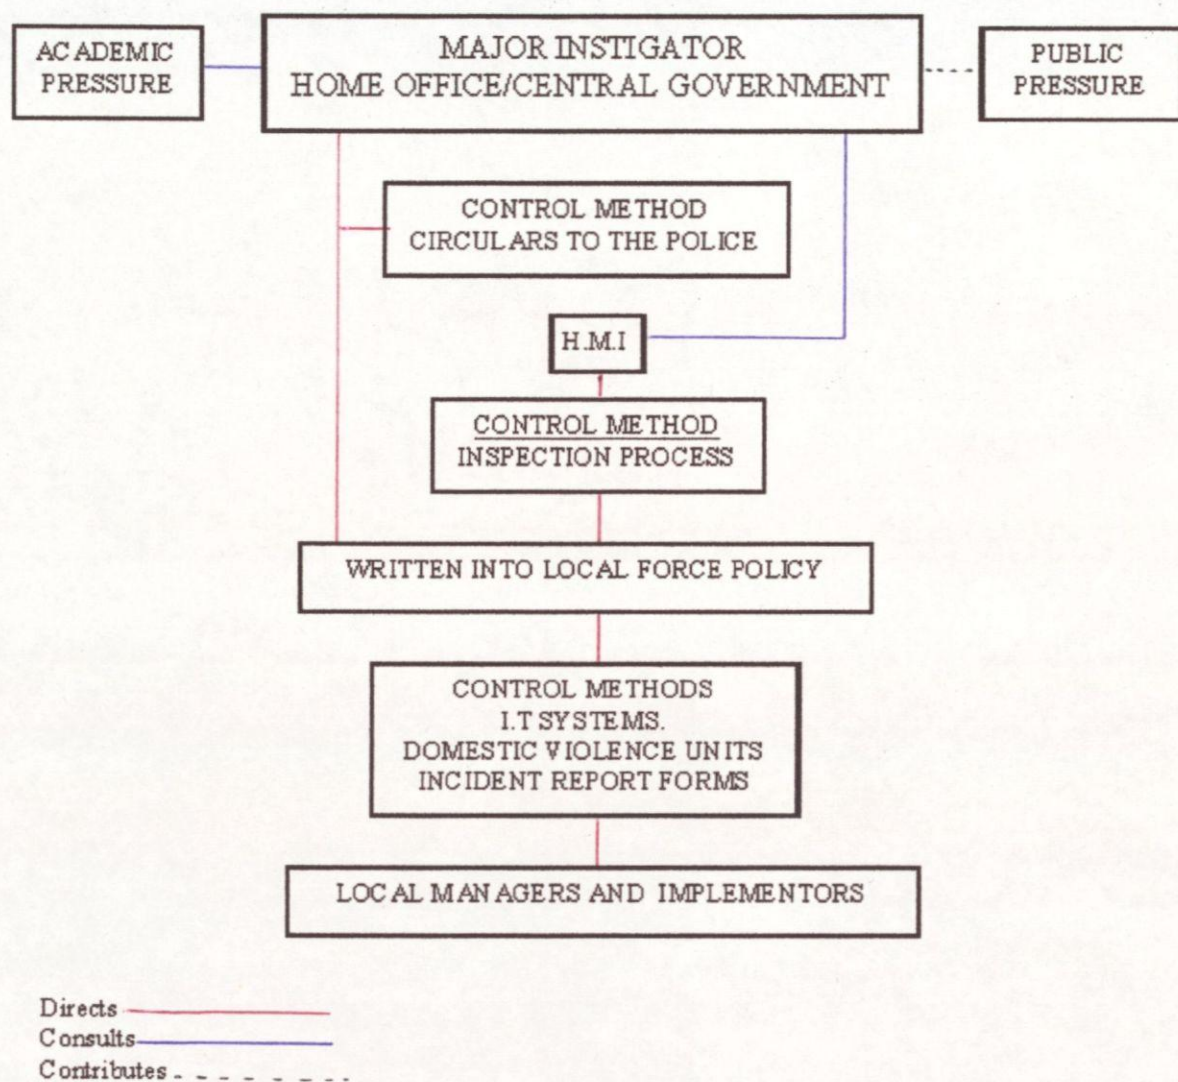 ACADEMIC
PRESSURE
MAJOR INSTIGATOR
HOME OFFICE/CENTRAL GOVERNMENT
PUBLIC
PRESSURE
CONTROL METHOD
CIRCULARS TO THE POLICE
H.M.I
CONTROL METHOD
INSPECTION PROCESS
WRITTEN INTO LOCAL FORCE POLICY
CONTROL METHODS
I.T SYSTEMS.
DOMESTIC VIOLENCE UNITS
INCIDENT REPORT FORMS
LOCAL MANAGERS AND IMPLEMENTORS
Directs
Consults
Contributes